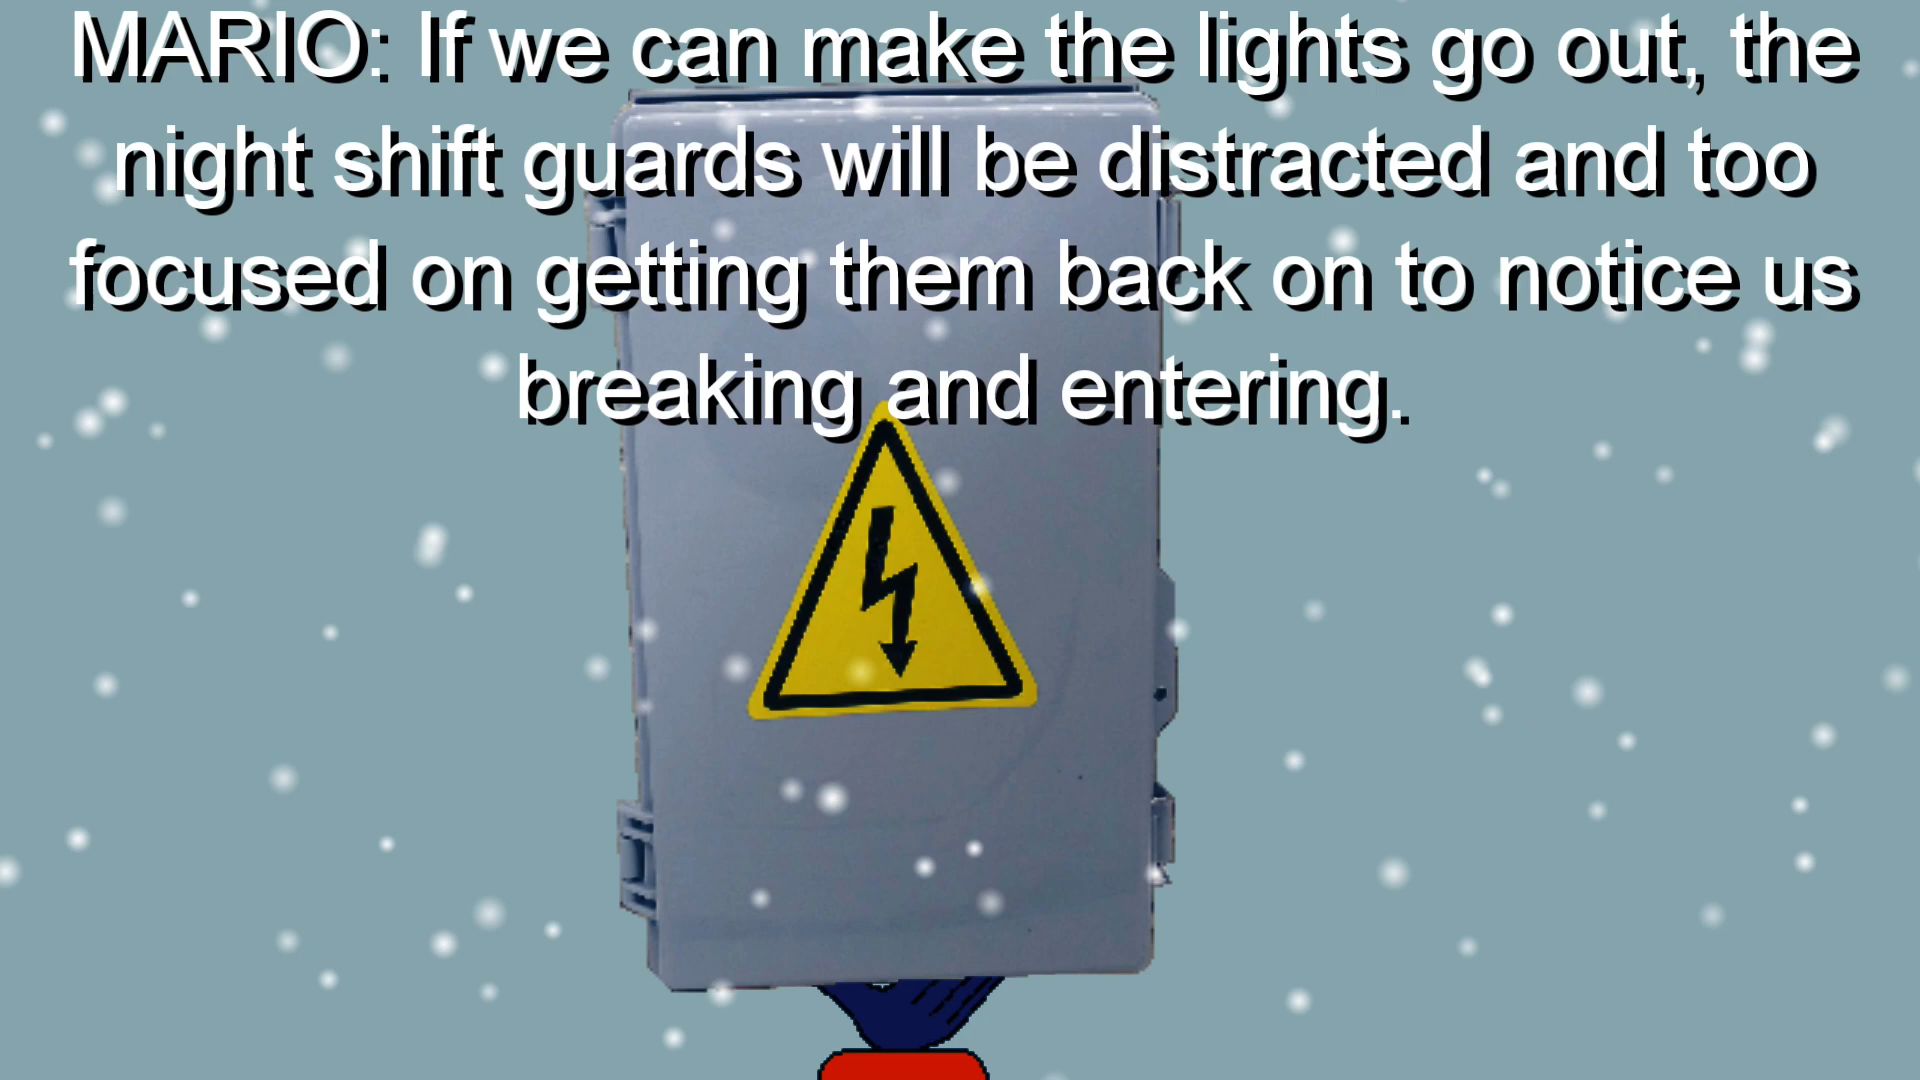 MARIO: If we can make the lights go out, the
night shift guards will be distracted and too
focused on getting them back on to notice us
breaking and entering.